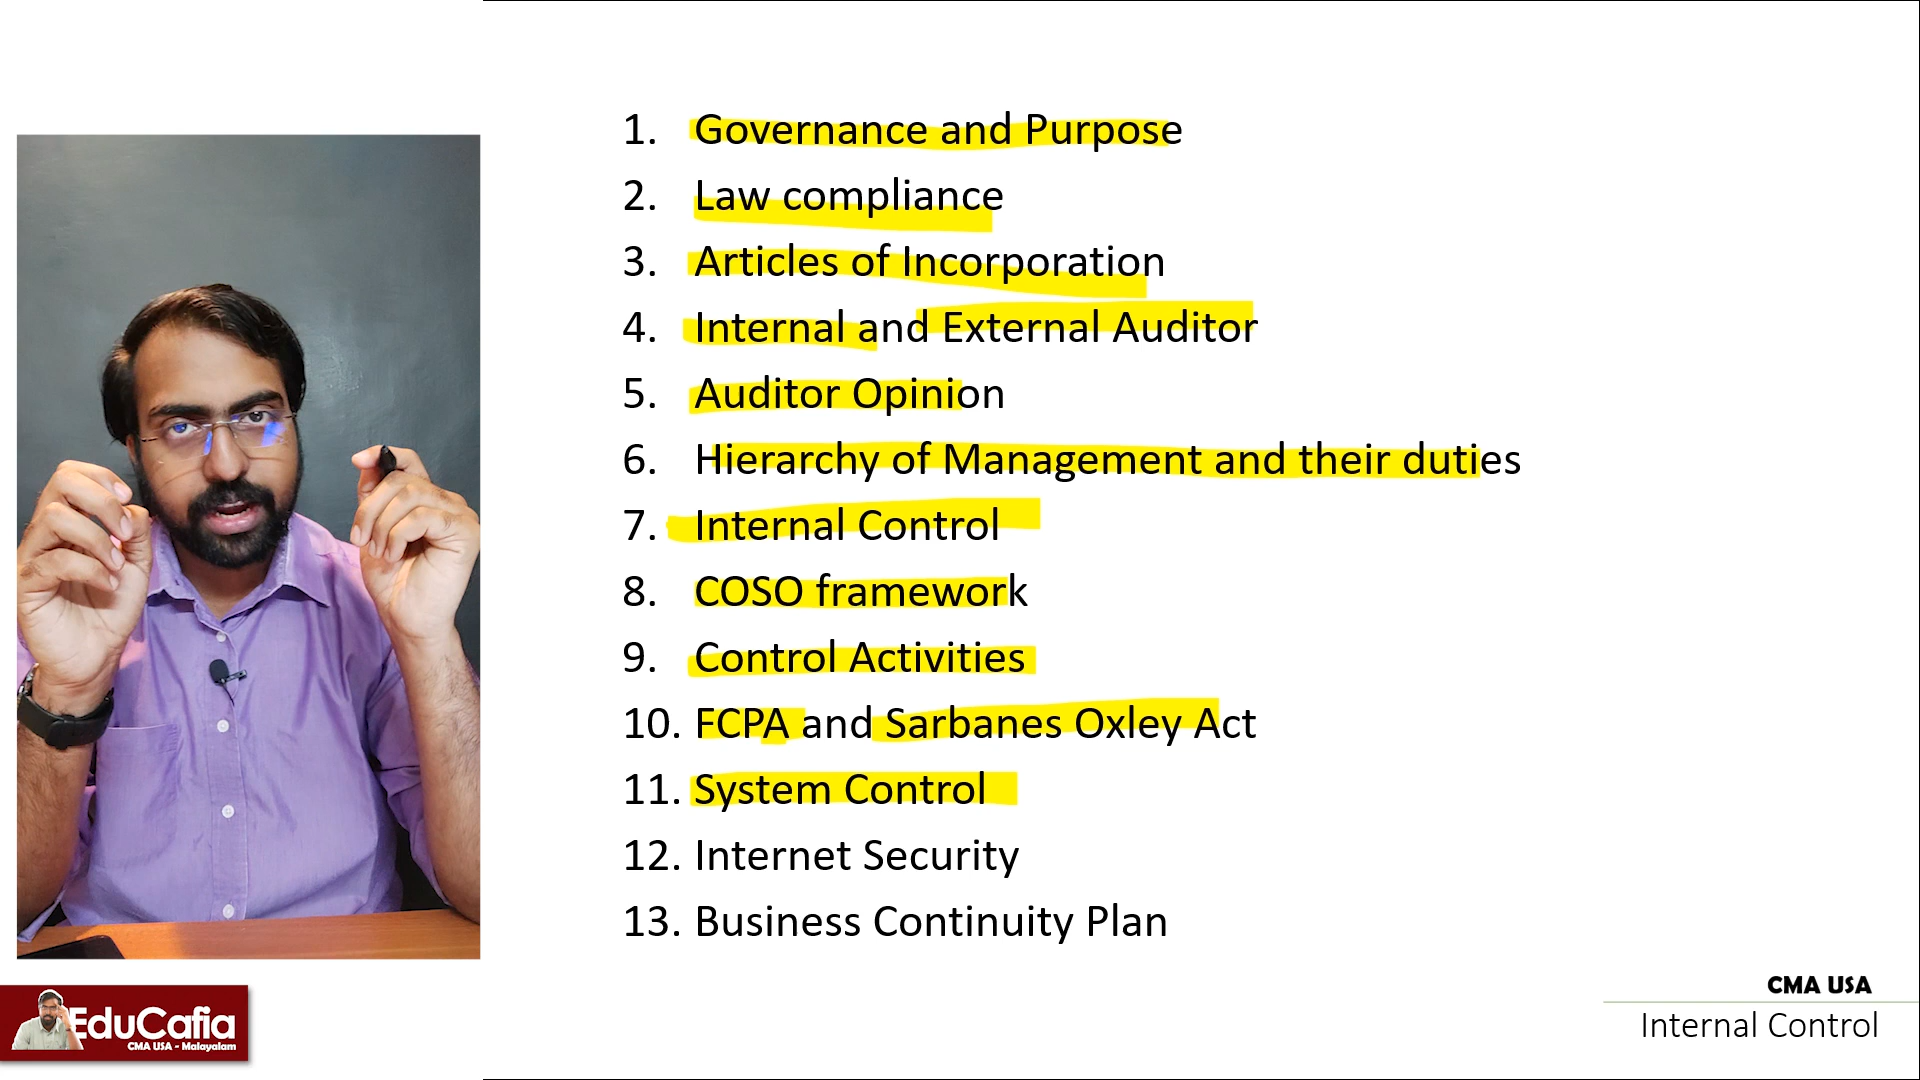 1. Governance and Purpose
2. Law compliance
3. Articles of Incorporation
4. Internal and External Auditor
5. Auditor Opinion
6. Hierarchy of Management and their duties
7. Internal Control
8. COSO framework
9. Control Activities
10. FCPA and Sarbanes Oxley Act
11. System Control
12. Internet Security
13. Business Continuity Plan
EduCafia
CMA USA - Malayalam
CMA USA
Internal Control